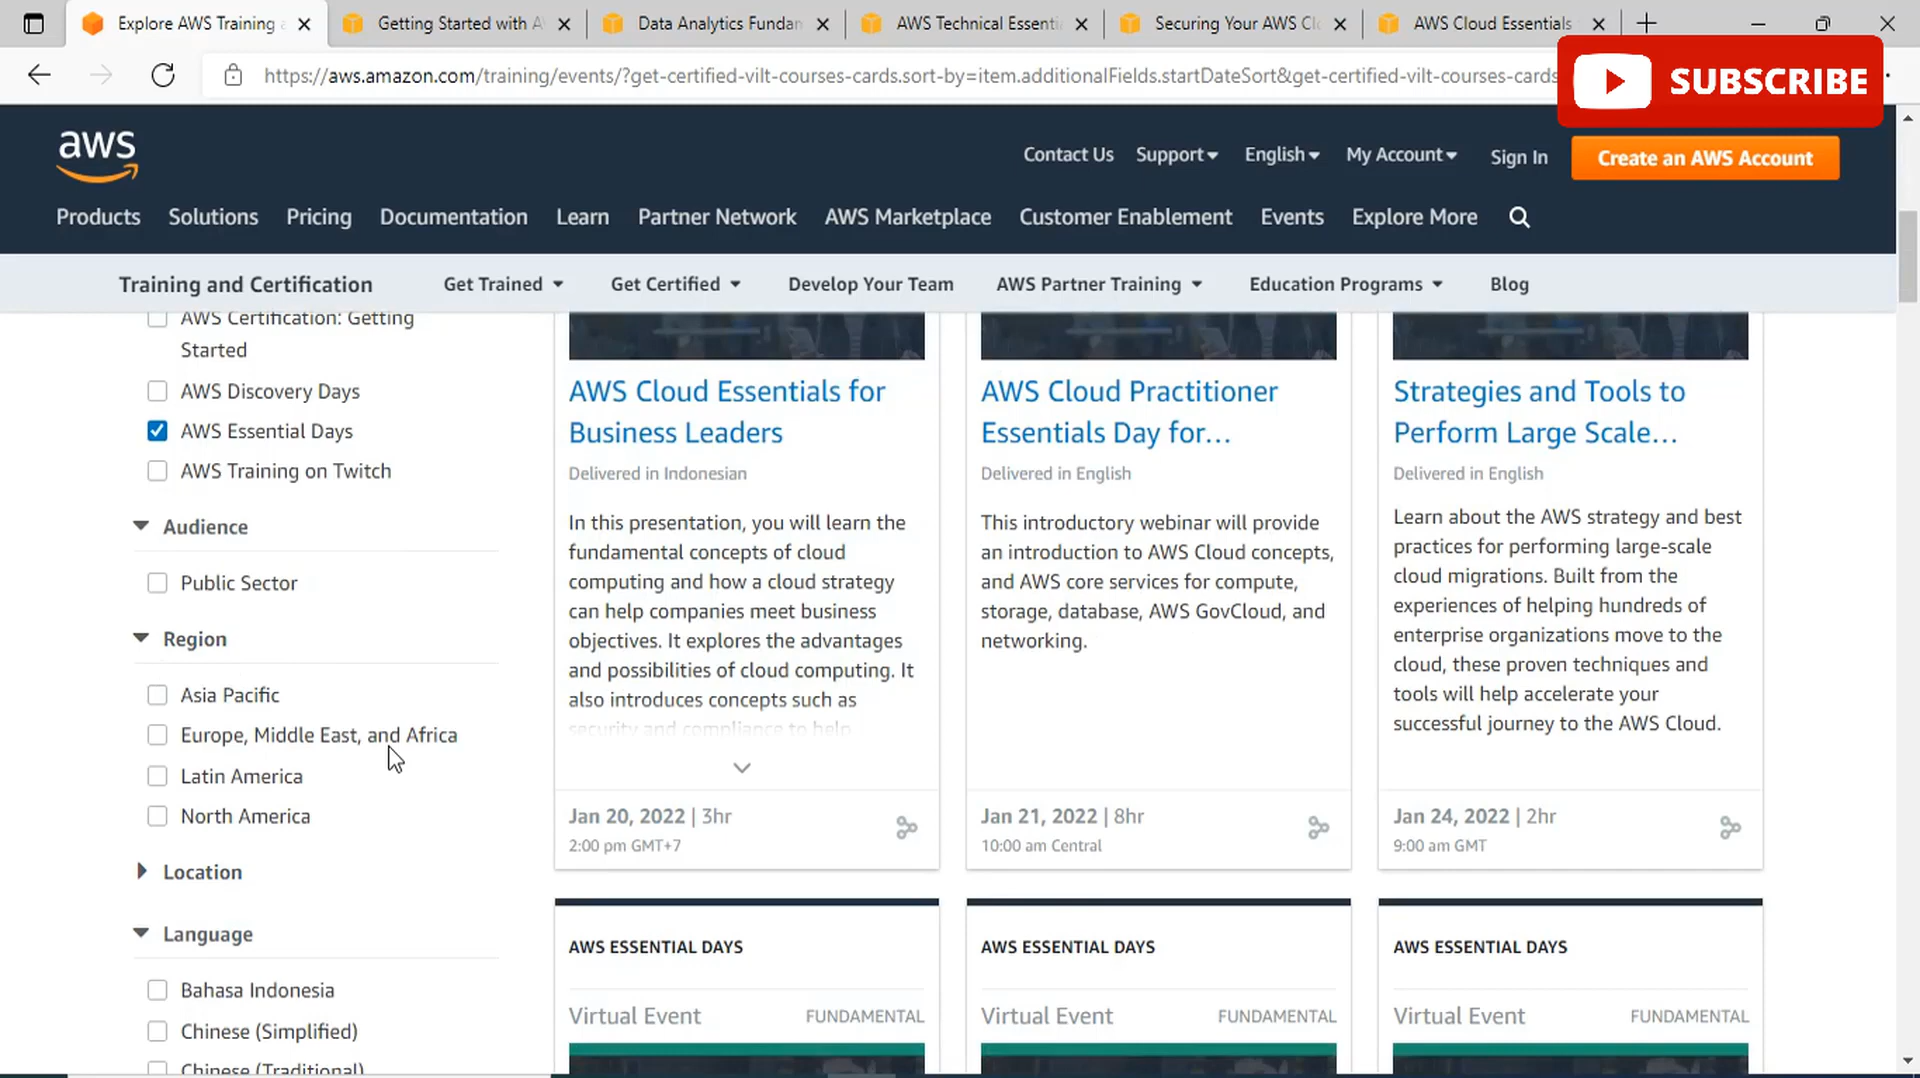 Explore AWS Training a
Getting Started with A
Data Analytics Fundam
AWS Technical Essenti
Securing Your AWS Cl
AWS Cloud Essentials
https://aws.amazon.com/training/events/?get-certified-vilt-courses-cards.sort-by=item.additionalFields.startDateSort&get-certified-vilt-courses-cards
SUBSCRIBE
aws
Contact Us
Support
English
My Account
Sign In
Create an AWS Account
Products
Solutions
Pricing
Documentation
Learn
Partner Network
AWS Marketplace
Customer Enablement
Events
Explore More
Training and Certification
Get Trained
Get Certified
Develop Your Team
AWS Partner Training
Education Programs
Blog
AWS Certification: Getting
Started
AWS Discovery Days
AWS Essential Days
AWS Training on Twitch
Audience
Public Sector
Region
Asia Pacific
Europe, Middle East, and Africa
Latin America
North America
Location
Language
Bahasa Indonesia
Chinese (Simplified)
Chinese (Traditional)
AWS Cloud Essentials for
Business Leaders
Delivered in Indonesian
In this presentation, you will learn the
fundamental concepts of cloud
computing and how a cloud strategy
can help companies meet business
objectives. It explores the advantages
and possibilities of cloud computing. It
also introduces concepts such as
security and compliance to help
Jan 20, 2022 | 3hr
2:00 pm GMT+7
AWS Cloud Practitioner
Essentials Day for...
Delivered in English
This introductory webinar will provide
an introduction to AWS Cloud concepts,
and AWS core services for compute,
storage, database, AWS GovCloud, and
networking.
Jan 21, 2022 | 8hr
10:00 am Central
Strategies and Tools to
Perform Large Scale...
Delivered in English
Learn about the AWS strategy and best
practices for performing large-scale
cloud migrations. Built from the
experiences of helping hundreds of
enterprise organizations move to the
cloud, these proven techniques and
tools will help accelerate your
successful journey to the AWS Cloud.
Jan 24, 2022 | 2hr
9:00 am GMT
AWS ESSENTIAL DAYS
Virtual Event
FUNDAMENTAL
AWS ESSENTIAL DAYS
Virtual Event
FUNDAMENTAL
AWS ESSENTIAL DAYS
Virtual Event
FUNDAMENTAL